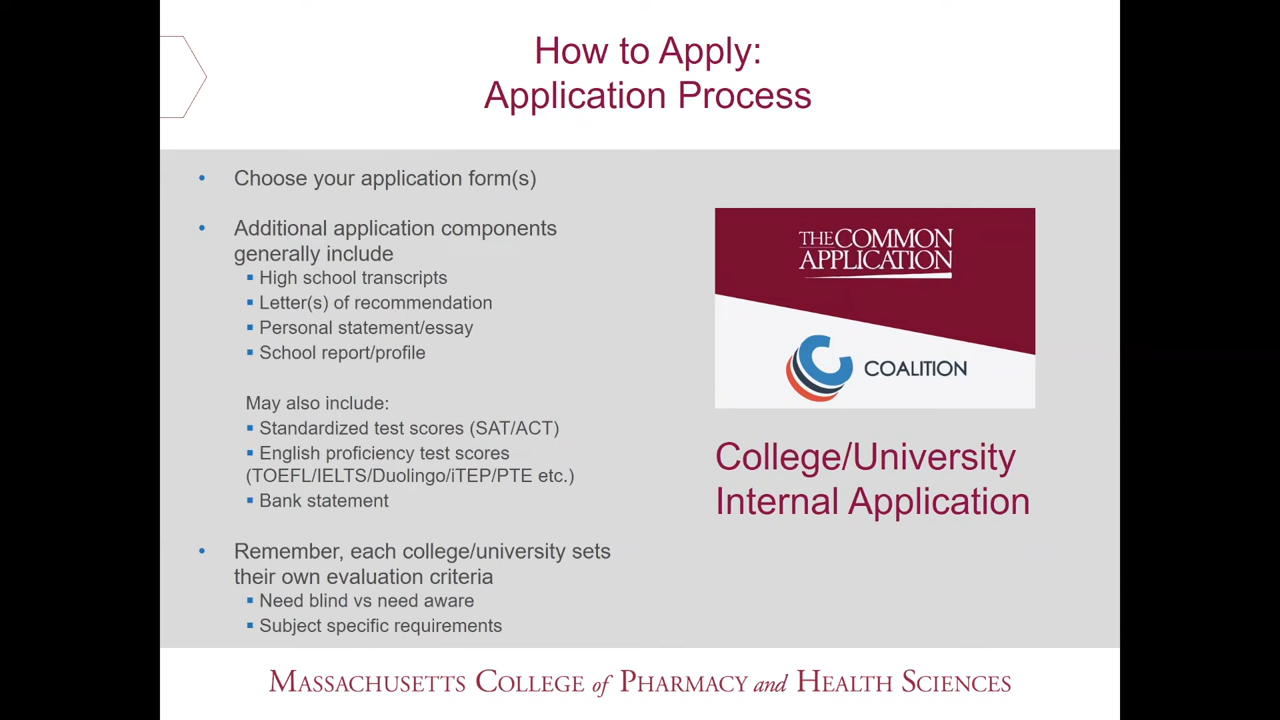 How to Apply:
Application Process
• Choose your application form(s)
• Additional application components
generally include
▪ High school transcripts
▪ Letter(s) of recommendation
▪ Personal statement/essay
▪ School report/profile
May also include:
▪ Standardized test scores (SAT/ACT)
▪ English proficiency test scores
(TOEFL/IELTS/Duolingo/iTEP/PTE etc.)
▪ Bank statement
• Remember, each college/university sets
their own evaluation criteria
▪ Need blind vs need aware
▪ Subject specific requirements
THE COMMON
APPLICATION
COALITION
College/University
Internal Application
MASSACHUSETTS COLLEGE of PHARMACY and HEALTH SCIENCES